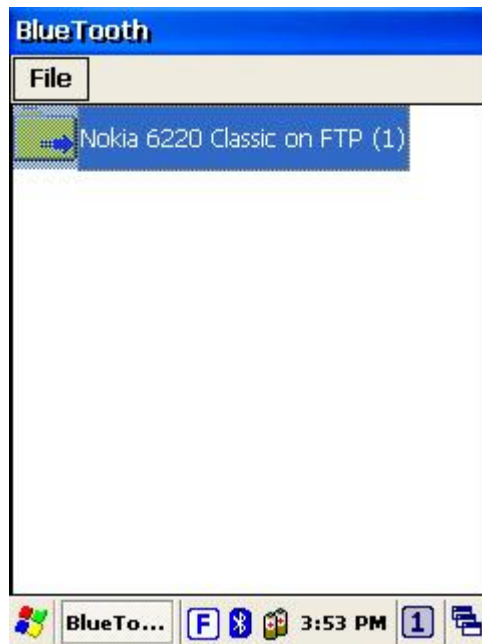 BlueTooth
File
Nokia 6220 Classic on FTP (1)
BlueTo... F 3:53 PM 1